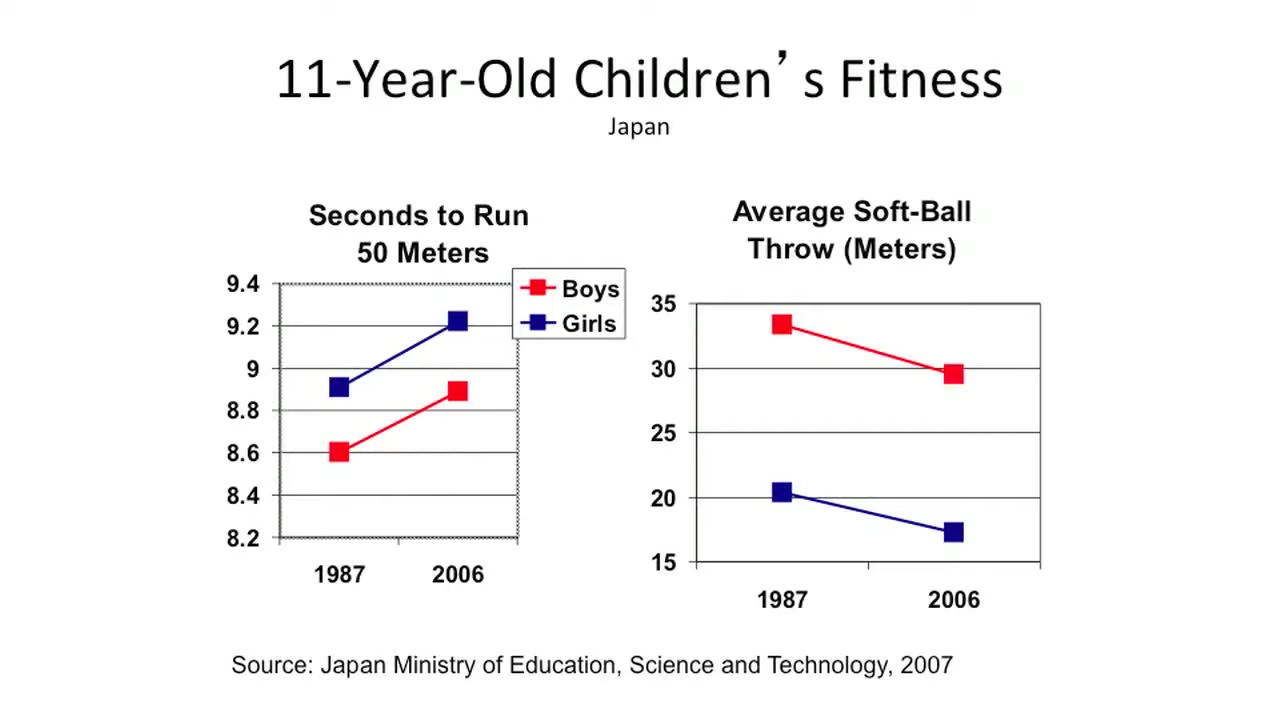 11-Year-Old Children’s Fitness
Japan
Seconds to Run
50 Meters
9.4
9.2
9
8.8
8.6
8.4
8.2
1987 2006
Boys
Girls
Average Soft-Ball
Throw (Meters)
35
30
25
20
15
1987 2006
Source: Japan Ministry of Education, Science and Technology, 2007